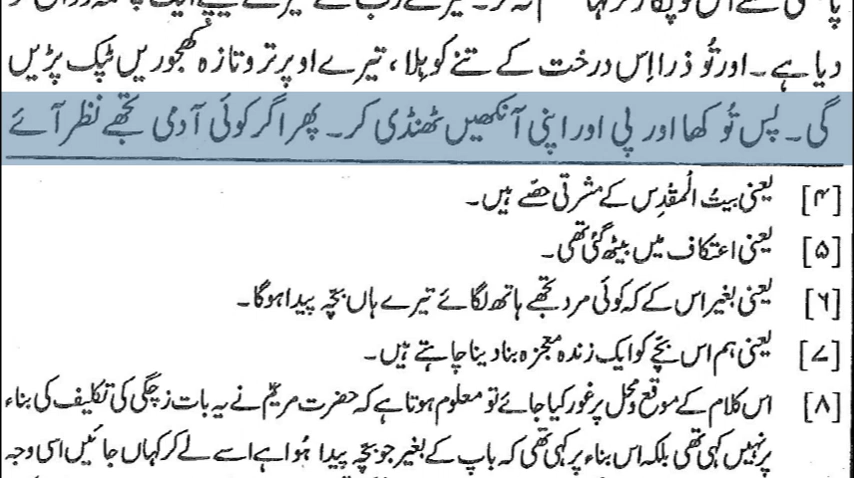 دیا ہے۔ اور تُو ذرا اِس درخت کے تنے کو ہلا، تیرے اوپر تروتازہ کھجوریں ٹپک پڑیں
گی۔ پس تُو کھا اور پی اور اپنی آنکھیں ٹھنڈی کر۔ پھر اگر کوئی آدمی تجھے نظر آئے
[۴] یعنی بیتُ المقدِس کے مشرقی حصّے میں۔
[۵] یعنی اعتکاف میں بیٹھ گئی تھی۔
[۶] یعنی بغیر اس کے کہ کوئی مرد تجھے ہاتھ لگائے تیرے ہاں بچّہ پیدا ہوگا۔
[۷] یعنی ہم اس بچّے کو ایک زندہ معجزہ بنا دینا چاہتے ہیں۔
[۸] اس کلام کے موقع و محل پر غور کیا جائے تو معلوم ہوتا ہے کہ حضرت مریمؑ نے یہ بات زچگی کی تکلیف کی بناء
پر نہیں کہی تھی بلکہ اس بناء پر کہی تھی کہ باپ کے بغیر جو بچّہ پیدا ہُوا ہے اسے لے کر کہاں جائیں اسی وجہ